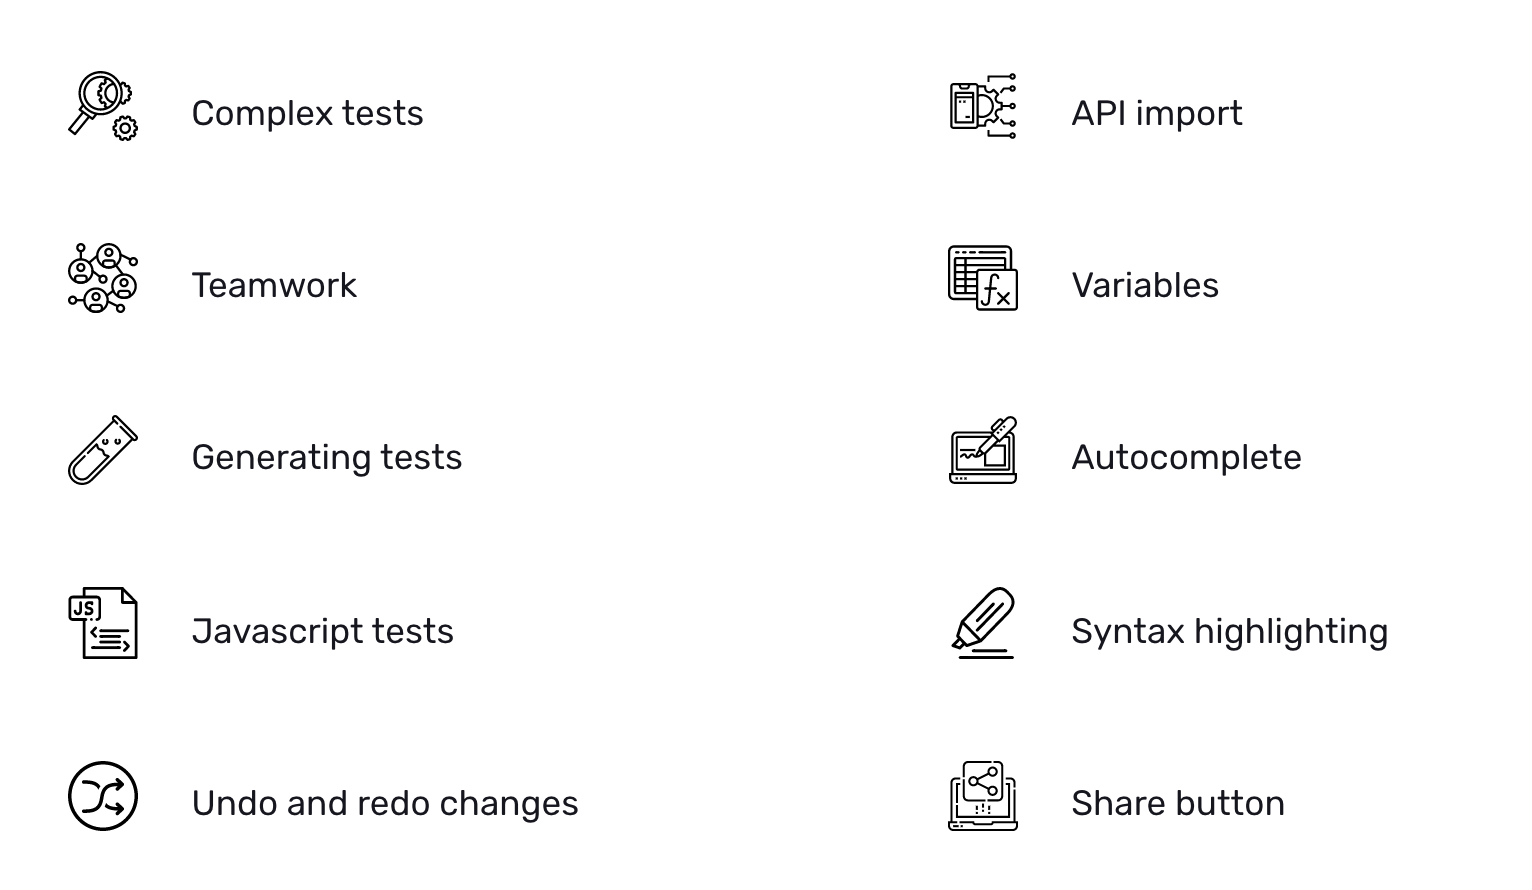 Complex tests
API import
Teamwork
Variables
fx
Generating tests
Autocomplete
JS
Javascript tests
Syntax highlighting
Undo and redo changes
Share button